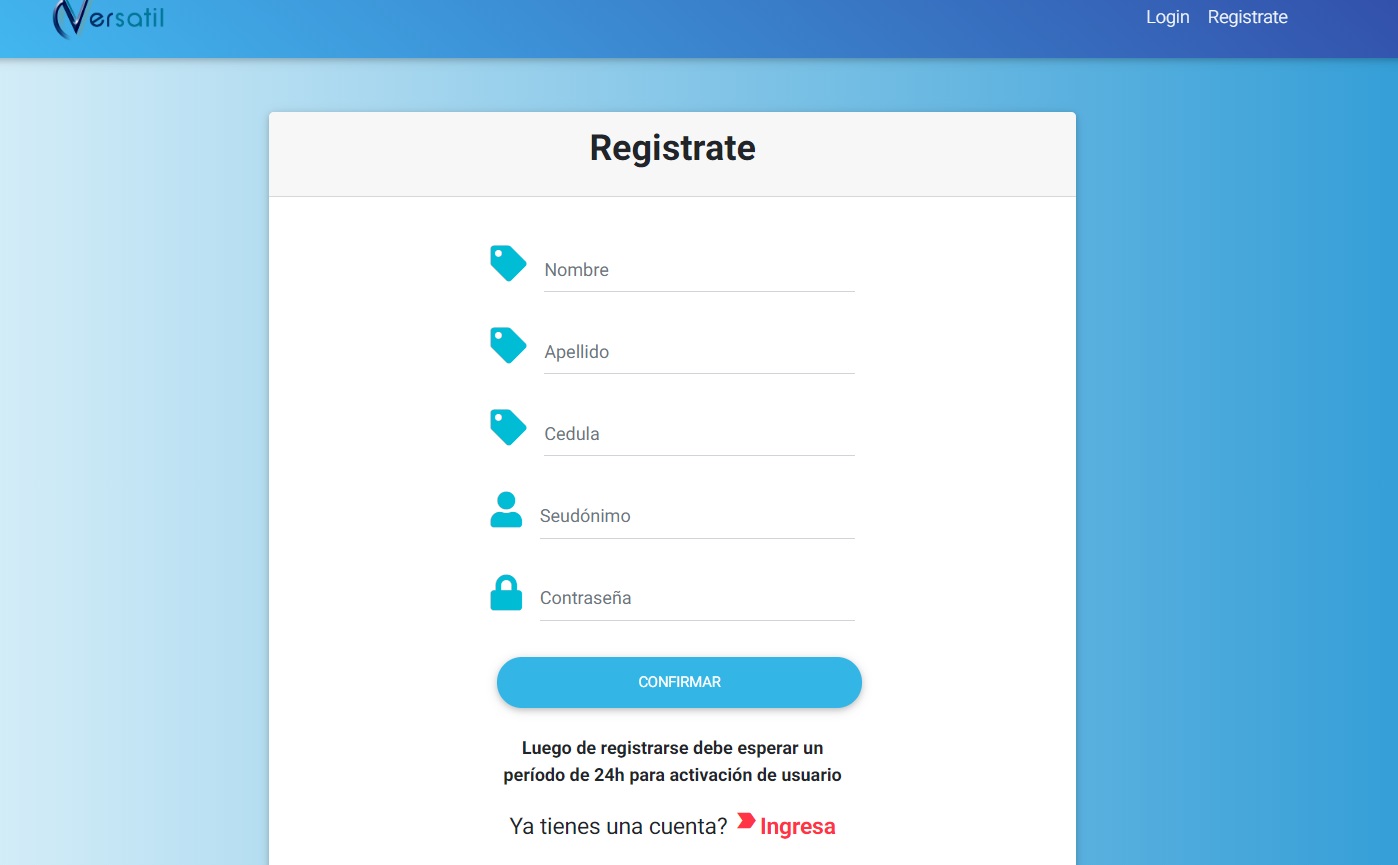 Versatil
Login Registrate
Registrate
Nombre
Apellido
Cedula
Seudónimo
Contraseña
CONFIRMAR
Luego de registrarse debe esperar un
período de 24h para activación de usuario
Ya tienes una cuenta? Ingresa